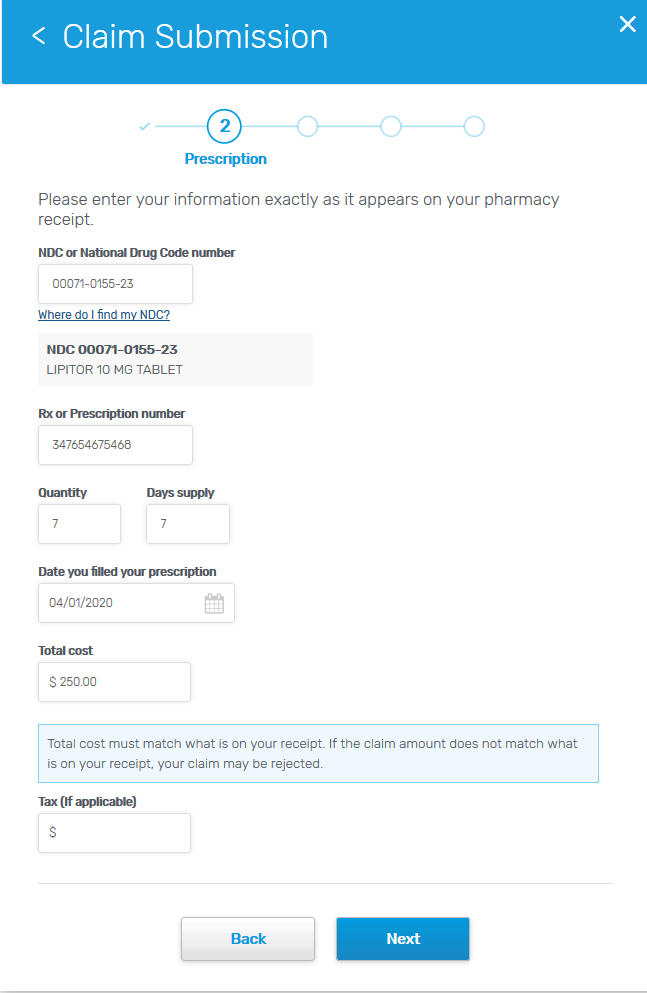 < Claim Submission
2
Prescription
Please enter your information exactly as it appears on your pharmacy
receipt.
NDC or National Drug Code number
00071-0155-23
Where do I find my NDC?
NDC 00071-0155-23
LIPITOR 10 MG TABLET
Rx or Prescription number
347654675468
Quantity Days supply
7 7
Date you filled your prescription
04/01/2020
Total cost
$ 250.00
Total cost must match what is on your receipt. If the claim amount does not match what
is on your receipt, your claim may be rejected.
Tax (If applicable)
$
Back Next